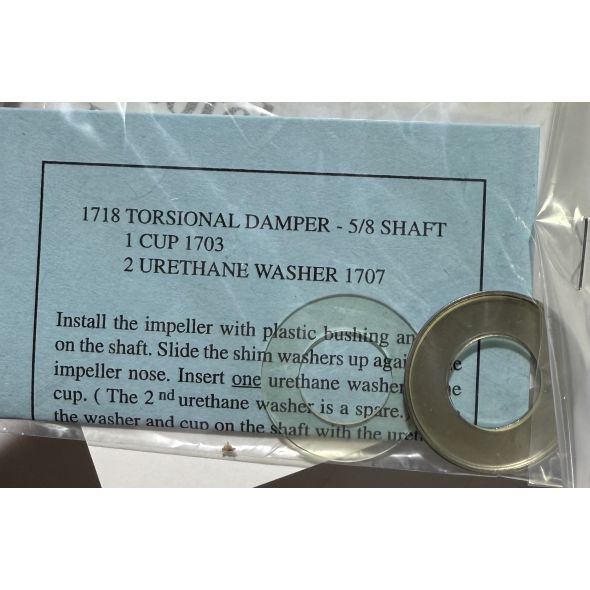 1718 TORSIONAL DAMPER - 5/8 SHAFT
1 CUP 1703
2 URETHANE WASHER 1707
Install the impeller with plastic bushing
on the shaft. Slide the shim washers up
impeller nose. Insert one urethane washer
cup. ( The 2 nd urethane washer is a spare.
the washer and cup on the shaft with the